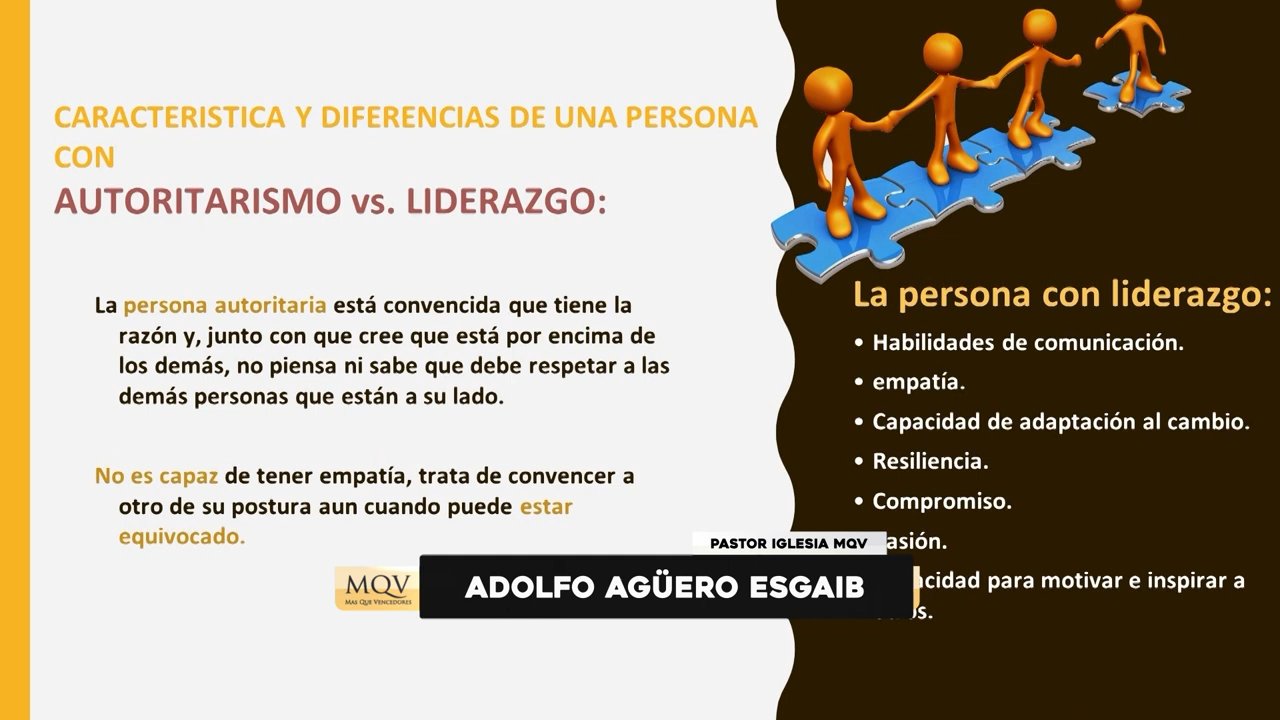 CARACTERISTICA Y DIFERENCIAS DE UNA PERSONA
CON
AUTORITARISMO vs. LIDERAZGO:
La persona autoritaria está convencida que tiene la
razón y, junto con que cree que está por encima de
los demás, no piensa ni sabe que debe respetar a las
demás personas que están a su lado.
No es capaz de tener empatía, trata de convencer a
otro de su postura aun cuando puede estar
equivocado.
La persona con liderazgo:
• Habilidades de comunicación.
• empatía.
• Capacidad de adaptación al cambio.
• Resiliencia.
• Compromiso.
para motivar e inspirar a
PASTOR IGLESIA MQV
MQV
MAS QUE VENCEDORES
ADOLFO AGÜERO ESGAIB